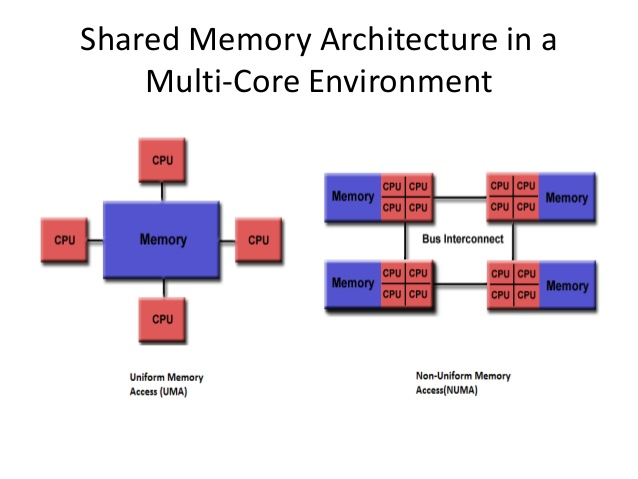 Shared Memory Architecture in a
Multi-Core Environment
CPU
CPU
Memory
CPU
CPU
Uniform Memory
Access (UMA)
Memory
CPU CPU
CPU CPU
CPU CPU
CPU CPU
Memory
Bus Interconnect
Memory
CPU CPU
CPU CPU
CPU CPU
CPU CPU
Memory
Non-Uniform Memory
Access(NUMA)